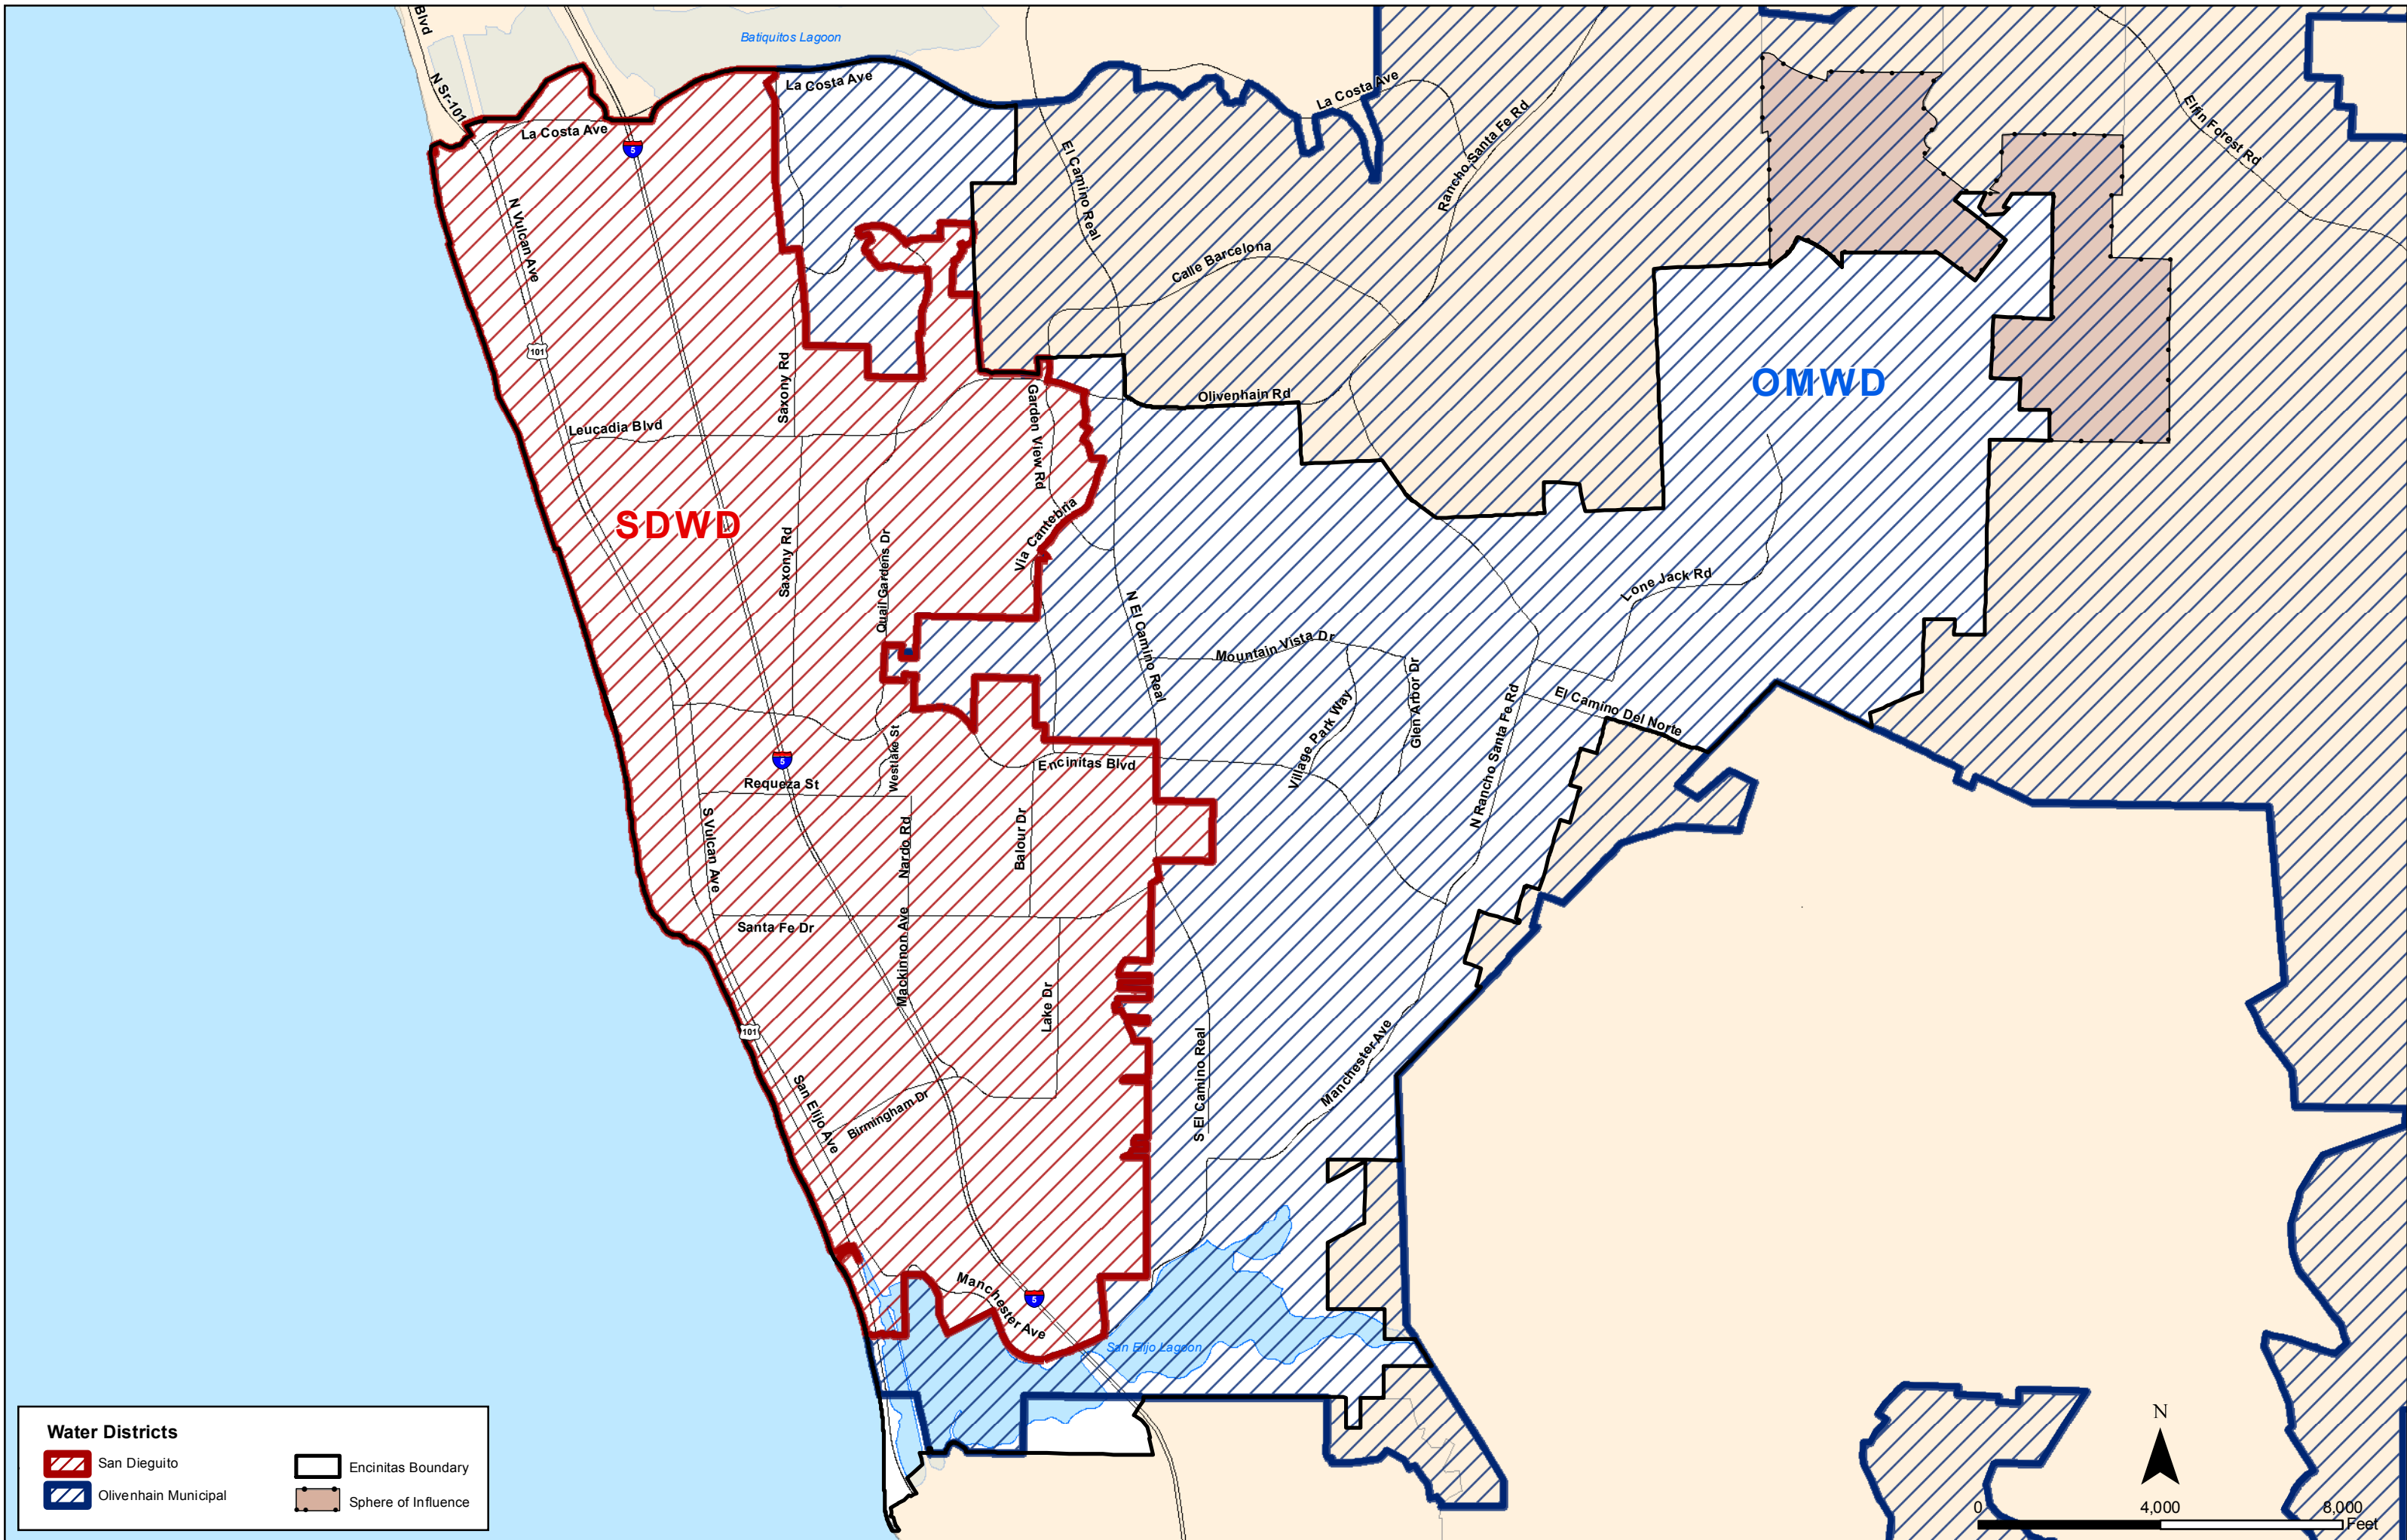 Blvd
Batiquitos Lagoon
N Sr-101
La Costa Ave
La Costa Ave
La Costa Ave
5
Rancho Santa Fe Rd
Elfin Forest Rd
El Camino Real
N Vulcan Ave
Calle Barcelona
101
Saxony Rd
OMWD
Olivenhain Rd
Garden View Rd
Leucadia Blvd
SDWD
Via Cantebria
Saxony Rd
Quail Gardens Dr
Lone Jack Rd
N El Camino Real
Mountain Vista Dr
Glen Arbor Dr
Village Park Way
El Camino Del Norte
N Rancho Santa Fe Rd
Westlake St
Encinitas Blvd
5
Requeza St
S Vulcan Ave
Nardo Rd
Balour Dr
Santa Fe Dr
Mackinnon Ave
Lake Dr
101
S El Camino Real
Manchester Ave
San Elijo Ave
Birmingham Dr
Manchester Ave
5
San Elijo Lagoon
Water Districts
San Dieguito
Olivenhain Municipal
Encinitas Boundary
Sphere of Influence
N
0 4,000 8,000
Feet